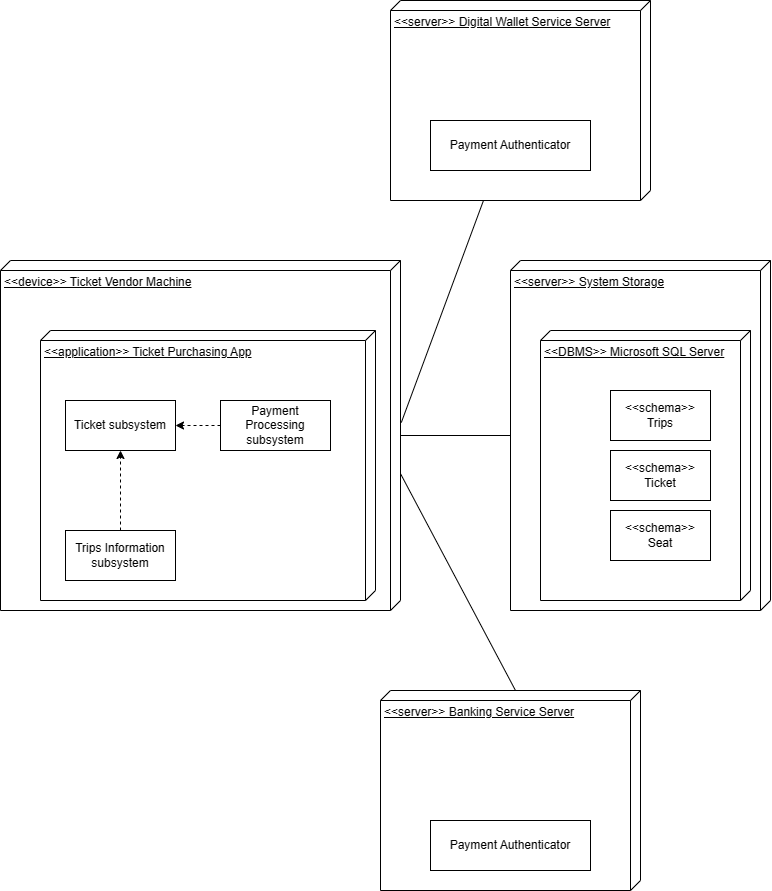 <<server>> Digital Wallet Service Server
Payment Authenticator
<<device>> Ticket Vendor Machine
<<application>> Ticket Purchasing App
Ticket subsystem
Payment
Processing
subsystem
Trips Information
subsystem
<<server>> System Storage
<<DBMS>> Microsoft SQL Server
<<schema>>
Trips
<<schema>>
Ticket
<<schema>>
Seat
<<server>> Banking Service Server
Payment Authenticator